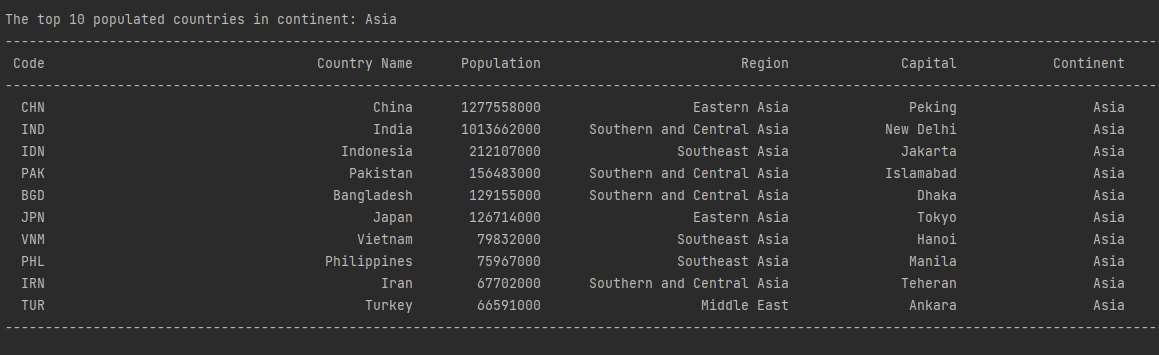 The top 10 populated countries in continent: Asia
--------------------------------------------------------------------------------------------------------------------------------------------------
Code Country Name Population Region Capital Continent
--------------------------------------------------------------------------------------------------------------------------------------------------
CHN China 1277558000 Eastern Asia Peking Asia
IND India 1013662000 Southern and Central Asia New Delhi Asia
IDN Indonesia 212107000 Southeast Asia Jakarta Asia
PAK Pakistan 156483000 Southern and Central Asia Islamabad Asia
BGD Bangladesh 129155000 Southern and Central Asia Dhaka Asia
JPN Japan 126714000 Eastern Asia Tokyo Asia
VNM Vietnam 79832000 Southeast Asia Hanoi Asia
PHL Philippines 75967000 Southeast Asia Manila Asia
IRN Iran 67702000 Southern and Central Asia Teheran Asia
TUR Turkey 66591000 Middle East Ankara Asia
--------------------------------------------------------------------------------------------------------------------------------------------------